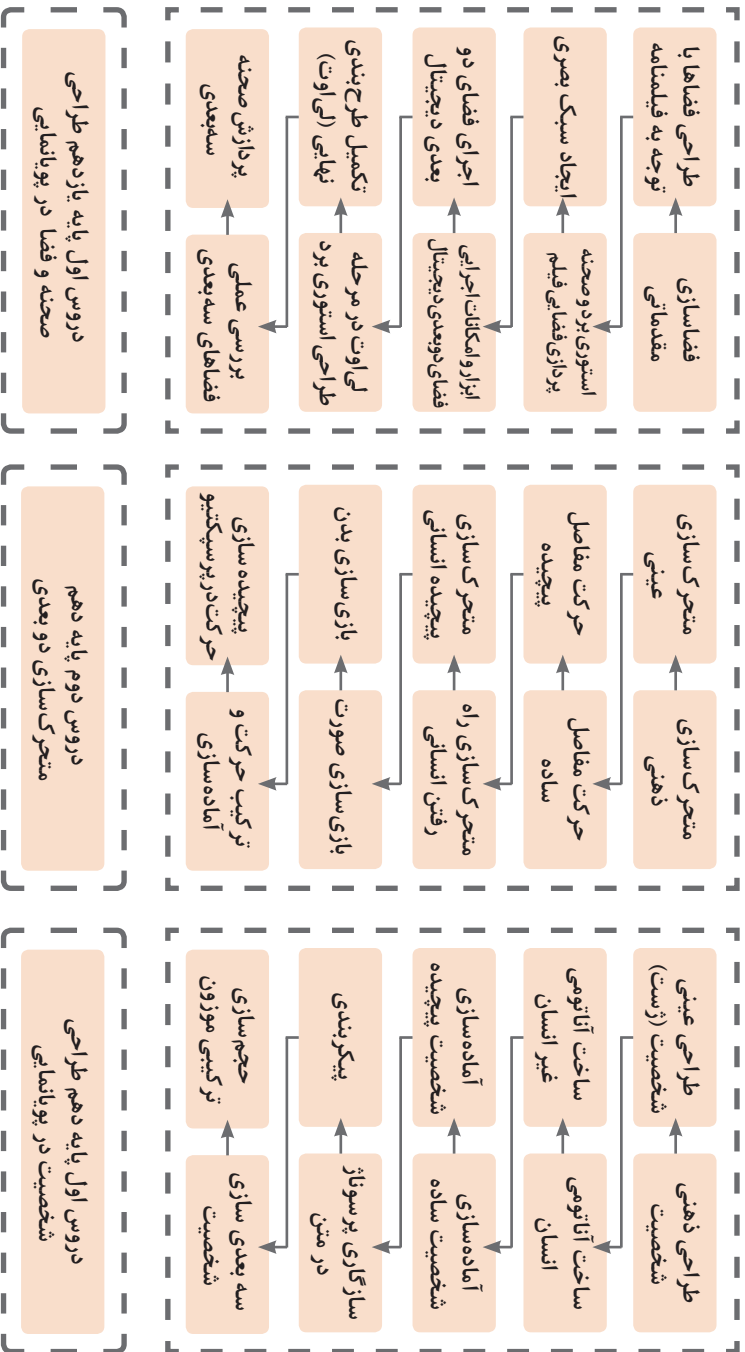 طراحی ذهنی
شخصیت
طراحی عینی
شخصیت (ژست)
ساخت آناتومی
انسان
ساخت آناتومی
غیر انسان
آماده‌سازی
شخصیت ساده
آماده‌سازی
شخصیت پیچیده
سازگاری پرسوناژ
در متن
پیکربندی
سه بعدی سازی
شخصیت
حجم‌سازی
ترکیبی موزون
دروس اول پایه دهم طراحی
شخصیت در پویانمایی
متحرک‌سازی
ذهنی
متحرک‌سازی
عینی
حرکت مفاصل
ساده
حرکت مفاصل
پیچیده
متحرک‌سازی راه
رفتن انسانی
متحرک‌سازی
پیچیده انسانی
بازی‌سازی صورت
بازی‌سازی بدن
ترکیب حرکت و
آماده‌سازی
پیچیده‌سازی
حرکت در پرسپکتیو
دروس دوم پایه دهم
متحرک‌سازی دو بعدی
فضاسازی
مقدماتی
طراحی فضاها با
توجه به فیلمنامه
استوری برد و صحنه
پردازی فضایی فیلم
ایجاد سبک بصری
ابزار و امکانات اجرایی
فضای دوبعدی دیجیتال
اجرای فضای دو
بعدی دیجیتال
لی‌اوت در مرحله
طراحی استوری برد
تکمیل طرح‌بندی
نهایی (لی‌اوت)
بررسی عملی
فضاهای سه‌بعدی
پردازش صحنه
سه‌بعدی
دروس اول پایه یازدهم طراحی
صحنه و فضا در پویانمایی